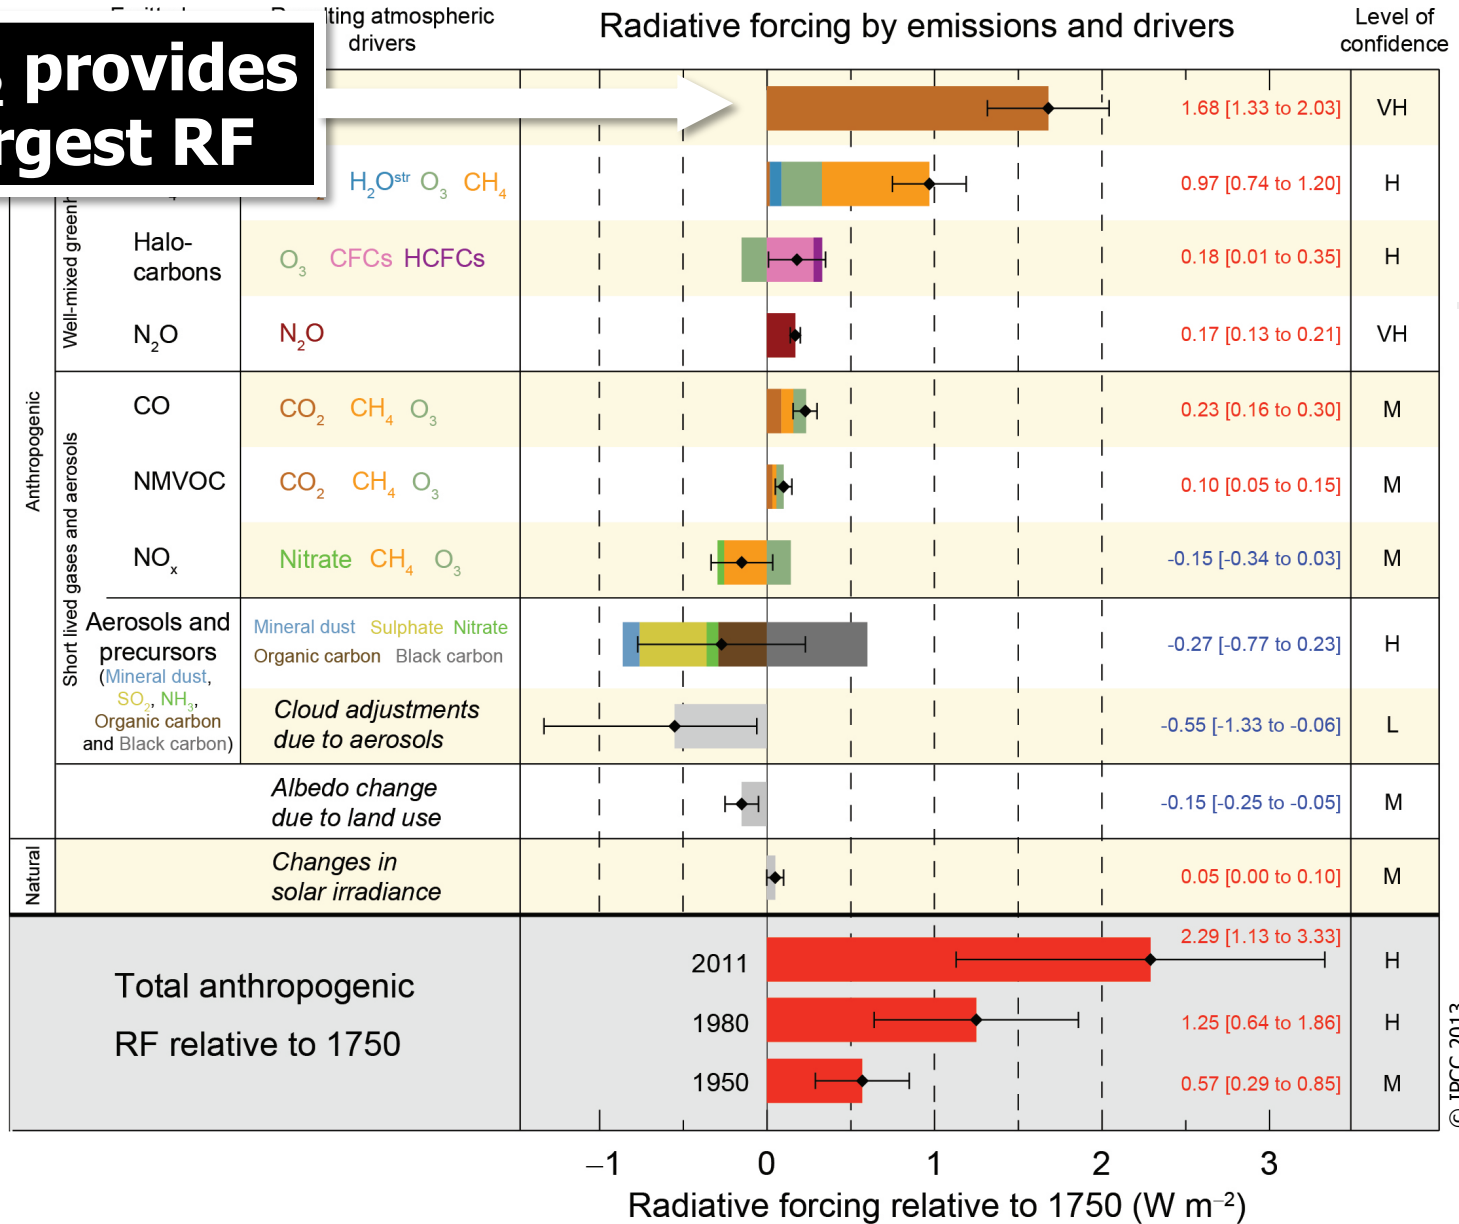 Resulting atmospheric
drivers
Radiative forcing by emissions and drivers
Level of
confidence
provides
RF
1.68 [1.33 to 2.03]
VH
H₂Oˢᵗʳ O₃ CH₄
0.97 [0.74 to 1.20]
H
Well-mixed
Halo-
carbons
O₃ CFCs HCFCs
0.18 [0.01 to 0.35]
H
N₂O
N₂O
0.17 [0.13 to 0.21]
VH
Anthropogenic
Short lived gases and aerosols
CO
CO₂ CH₄ O₃
0.23 [0.16 to 0.30]
M
NMVOC
CO₂ CH₄ O₃
0.10 [0.05 to 0.15]
M
NOₓ
Nitrate CH₄ O₃
-0.15 [-0.34 to 0.03]
M
Aerosols and
precursors
(Mineral dust,
SO₂, NH₃,
Organic carbon
and Black carbon)
Mineral dust Sulphate Nitrate
Organic carbon Black carbon
-0.27 [-0.77 to 0.23]
H
Cloud adjustments
due to aerosols
-0.55 [-1.33 to -0.06]
L
Albedo change
due to land use
-0.15 [-0.25 to -0.05]
M
Natural
Changes in
solar irradiance
0.05 [0.00 to 0.10]
M
Total anthropogenic
RF relative to 1750
2011
2.29 [1.13 to 3.33]
H
1980
1.25 [0.64 to 1.86]
H
1950
0.57 [0.29 to 0.85]
M
−1 0 1 2 3
Radiative forcing relative to 1750 (W m⁻²)
© IPCC 2013